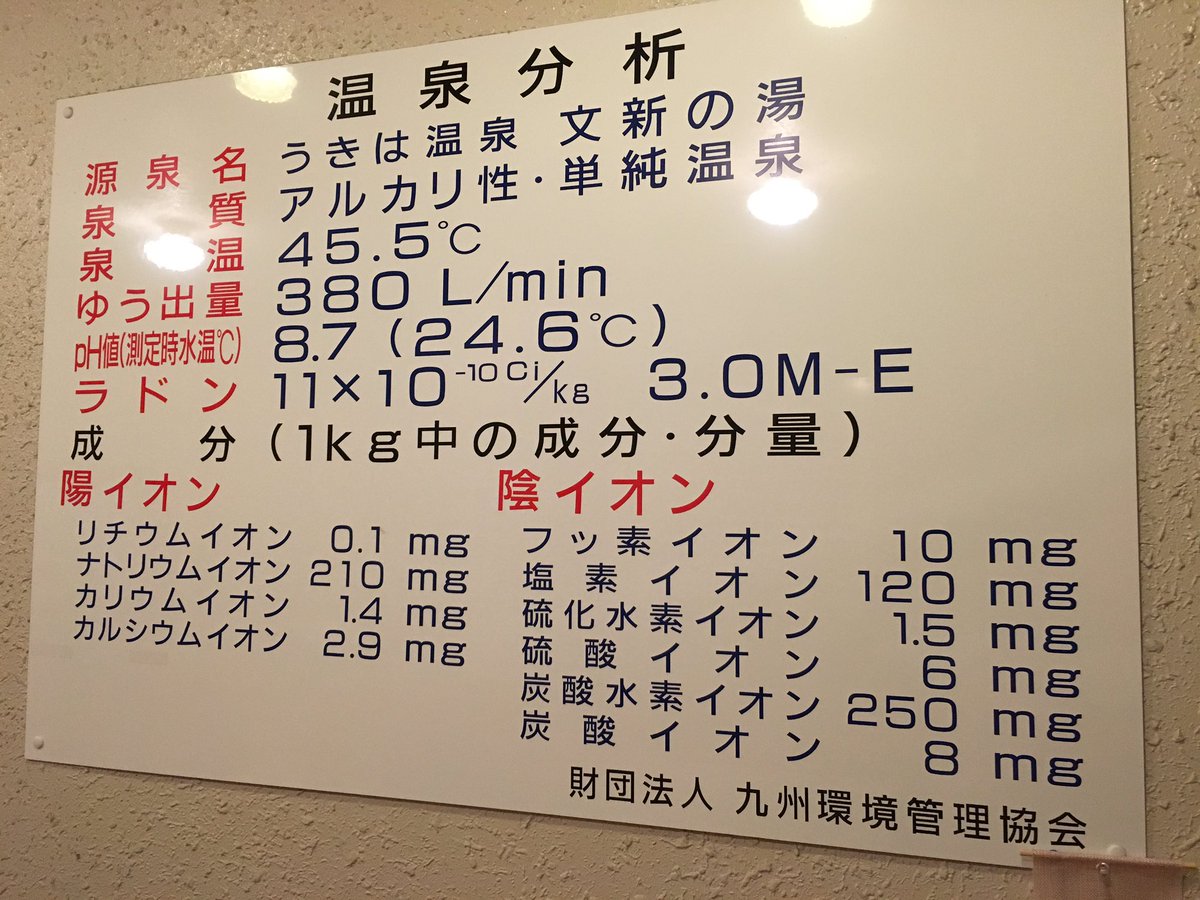 温泉分析
源泉名 うきは温泉 文新の湯
泉質 アルカリ性・単純温泉
泉温 45.5℃
ゆう出量 380 L/min
pH値(測定時水温℃) 8.7 (24.6℃)
ラドン 11×10⁻¹⁰ Ci/kg 3.0M-E
成分 (1kg中の成分・分量)
陽イオン
リチウムイオン 0.1 mg
ナトリウムイオン 210 mg
カリウムイオン 1.4 mg
カルシウムイオン 2.9 mg
陰イオン
フッ素イオン 10 mg
塩素イオン 120 mg
硫化水素イオン 1.5 mg
硫酸イオン 6 mg
炭酸水素イオン 250 mg
炭酸イオン 8 mg
財団法人 九州環境管理協会